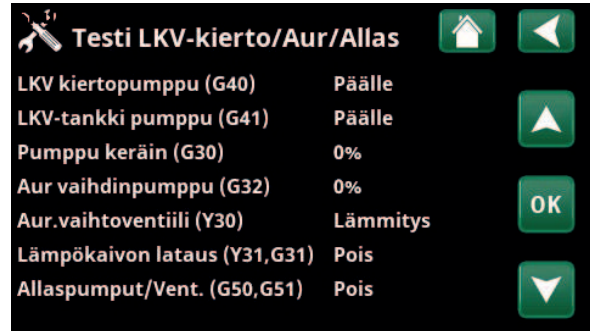 Testi LKV-kierto/Aur/Allas
LKV kiertopumppu (G40) Päälle
LKV-tankki pumppu (G41) Päälle
Pumppu keräin (G30) 0%
Aur vaihdinpumppu (G32) 0%
OK
Aur.vaihtoventiili (Y30) Lämmitys
Lämpökaivon lataus (Y31,G31) Pois
Allaspumput/Vent. (G50,G51) Pois